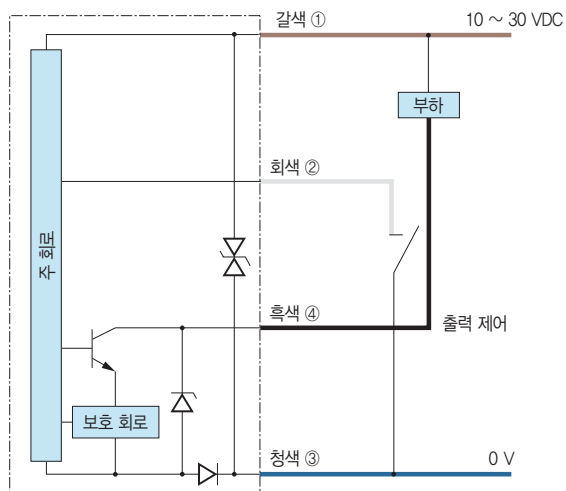 갈색 ①
10 ~ 30 VDC
부하
회색 ②
주 회로
흑색 ④
출력 제어
보호 회로
청색 ③
0 V